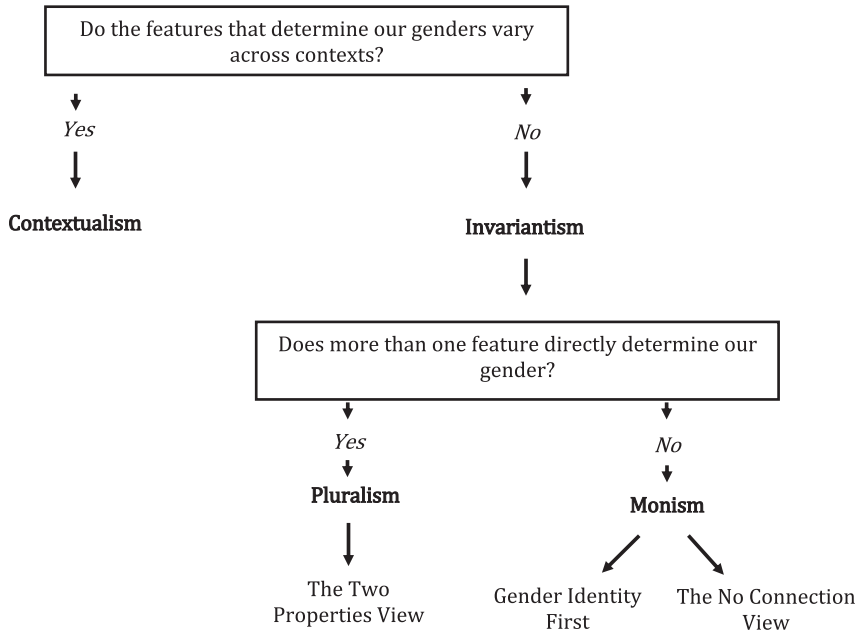 Do the features that determine our genders vary
across contexts?
Yes
No
Contextualism
Invariantism
Does more than one feature directly determine our
gender?
Yes
No
Pluralism
Monism
The Two
Properties View
Gender Identity
First
The No Connection
View